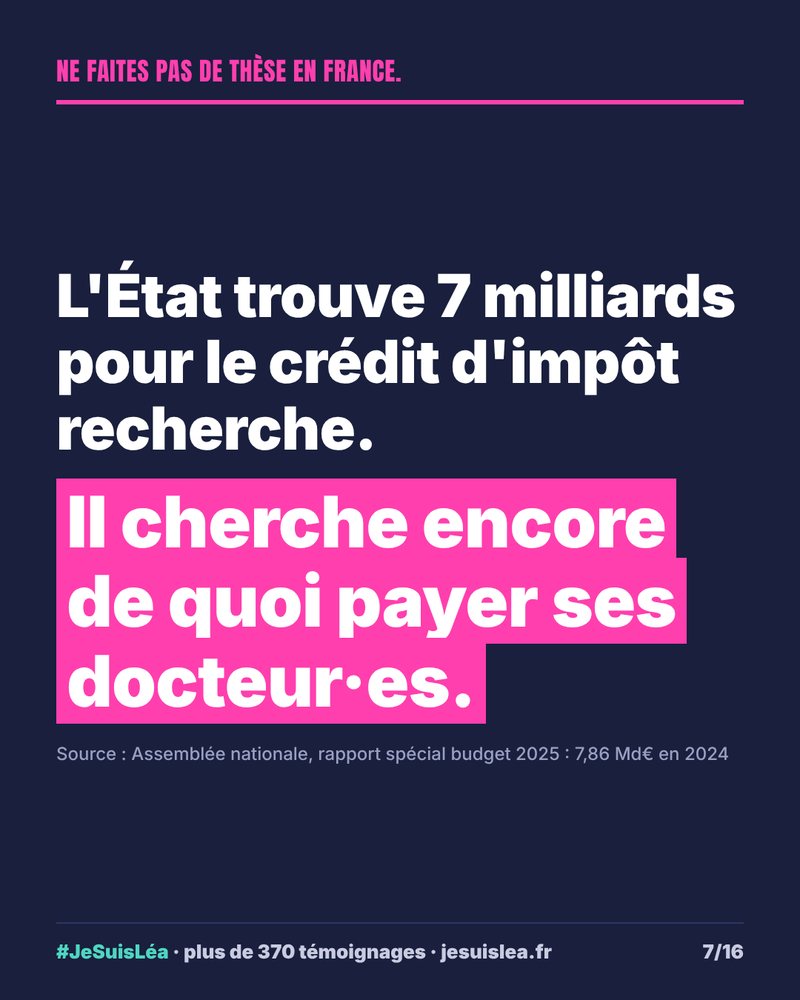 NE FAITES PAS DE THÈSE EN FRANCE.
L'État trouve 7 milliards
pour le crédit d'impôt
recherche.
Il cherche encore
de quoi payer ses
docteur·es.
Source : Assemblée nationale, rapport spécial budget 2025 : 7,86 Md€ en 2024
#JeSuisLéa · plus de 370 témoignages · jesuislea.fr
7/16